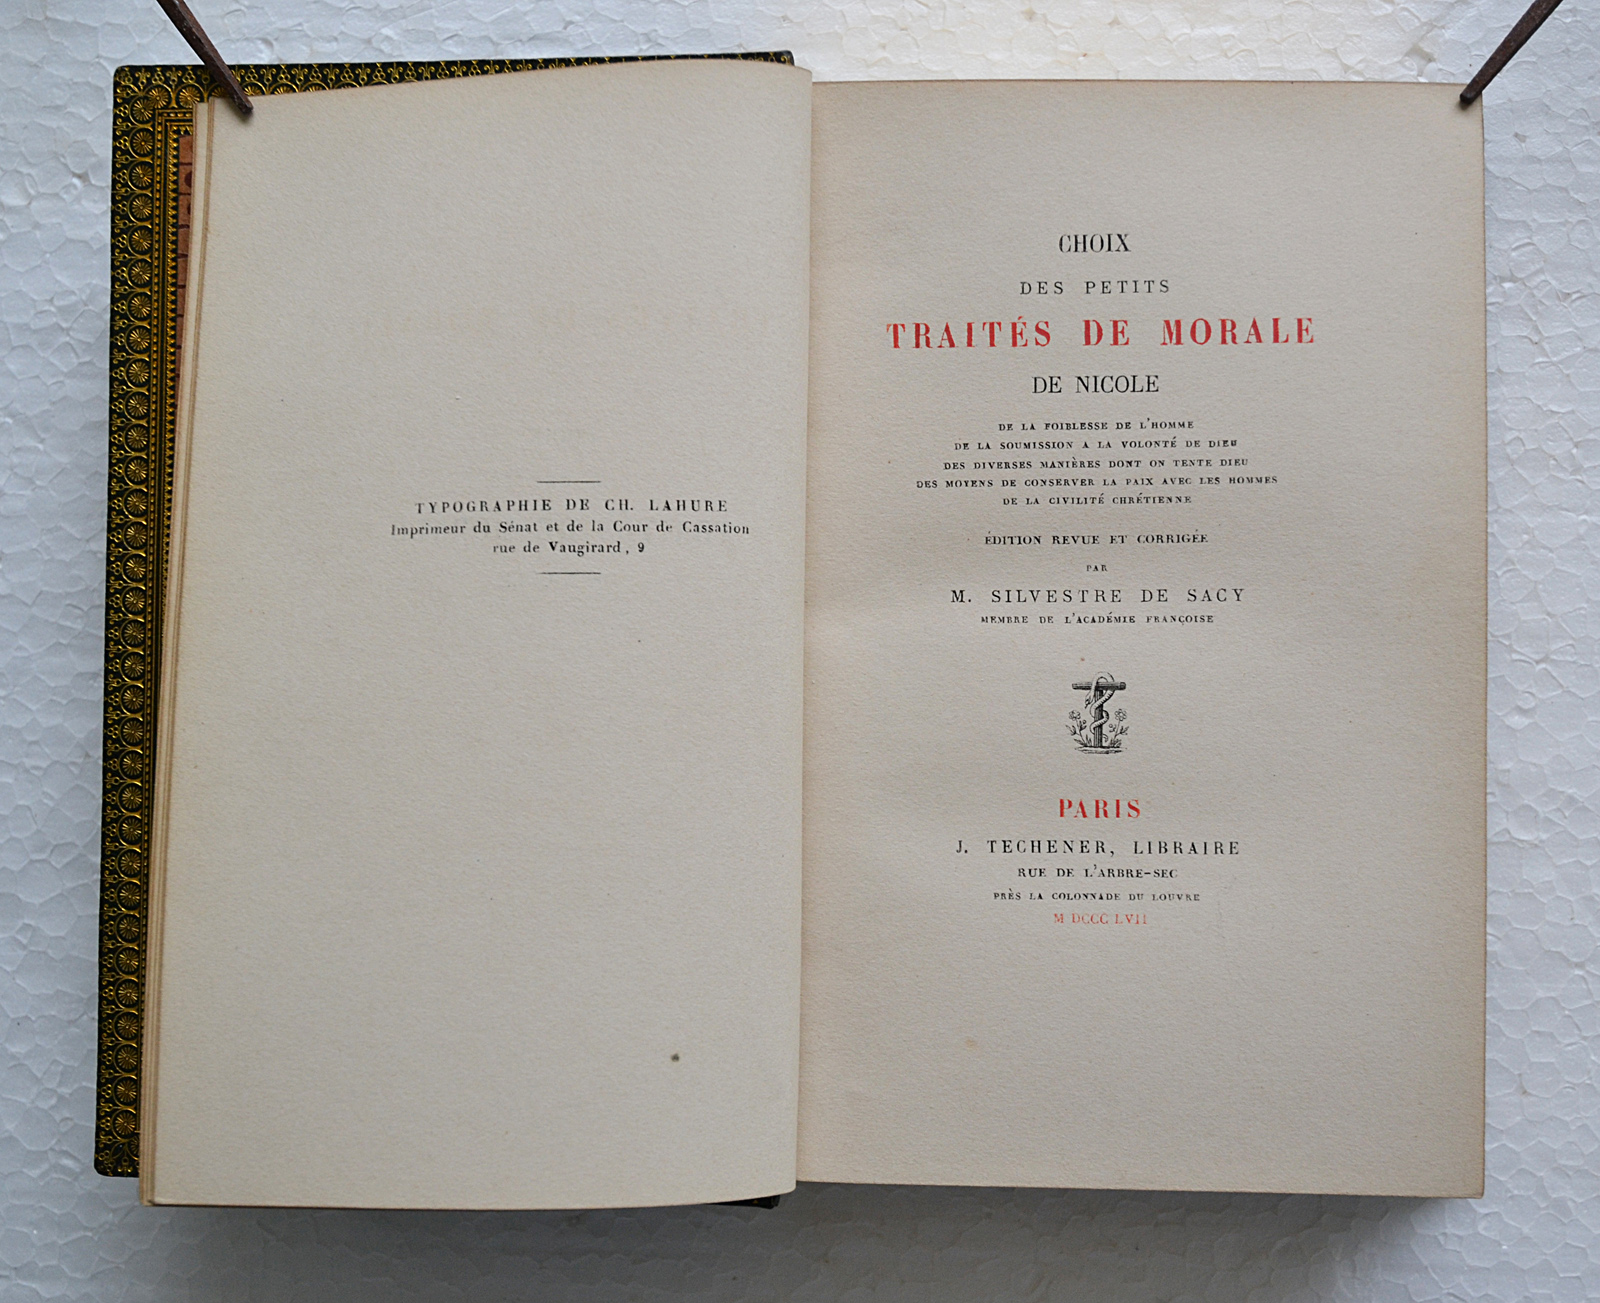 TYPOGRAPHIE DE CH. LAHURE
Imprimeur du Sénat et de la Cour de Cassation
rue de Vaugirard, 9
CHOIX
DES PETITS
TRAITÉS DE MORALE
DE NICOLE
DE LA FOIBLESSE DE L'HOMME
DE LA SOUMISSION A LA VOLONTÉ DE DIEU
DES DIVERSES MANIÈRES DONT ON TENTE DIEU
DES MOYENS DE CONSERVER LA PAIX AVEC LES HOMMES
DE LA CIVILITÉ CHRÉTIENNE
ÉDITION REVUE ET CORRIGÉE
PAR
M. SILVESTRE DE SACY
MEMBRE DE L'ACADÉMIE FRANÇOISE
PARIS
J. TECHENER, LIBRAIRE
RUE DE L'ARBRE-SEC
PRÈS LA COLONNADE DU LOUVRE
M DCCC LVII